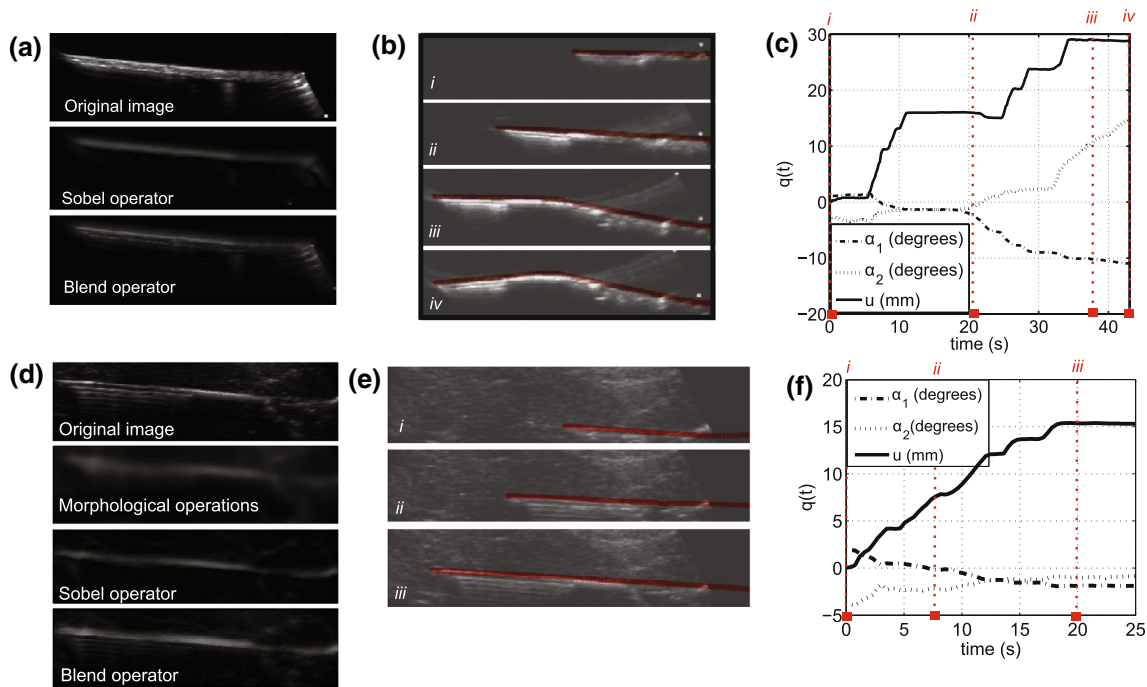 (a)
Original image
Sobel operator
Blend operator
(b)
i
ii
iii
iv
(c)
i
ii
iii
iv
30
20
10
0
−10
−20
q(t)
α1 (degrees)
α2 (degrees)
u (mm)
0 10 20 30 40
time (s)
(d)
Original image
Morphological operations
Sobel operator
Blend operator
(e)
i
ii
iii
(f)
i
ii
iii
20
15
10
5
0
−5
q(t)
α1 (degrees)
α2(degrees)
u (mm)
0 5 10 15 20 25
time (s)